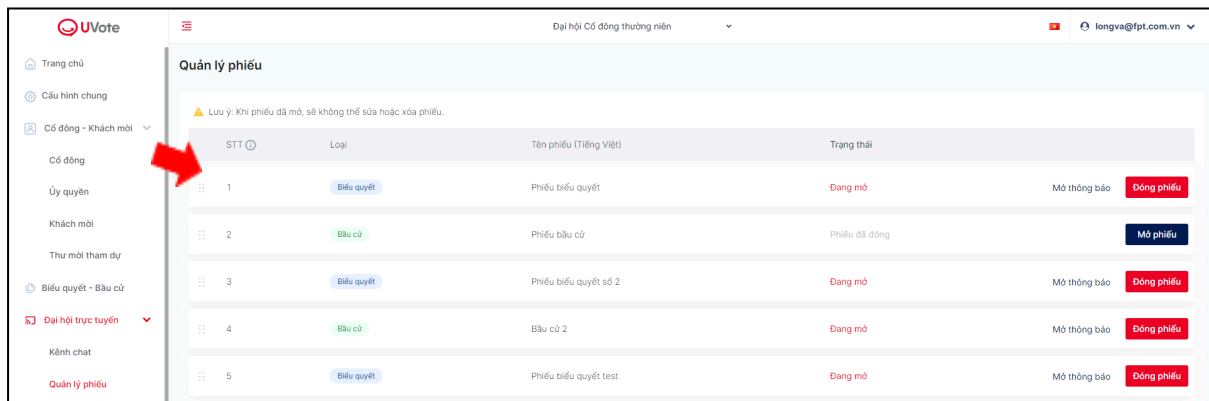 UVote
Đại hội Cổ đông thường niên
longva@fpt.com.vn
Trang chủ
Cấu hình chung
Cổ đông - Khách mời
Cổ đông
Ủy quyền
Khách mời
Thư mời tham dự
Biểu quyết - Bầu cử
Đại hội trực tuyến
Kênh chat
Quản lý phiếu
Quản lý phiếu
Lưu ý: Khi phiếu đã mở, sẽ không thể sửa hoặc xóa phiếu.
STT Loại Tên phiếu (Tiếng Việt) Trạng thái
1 Biểu quyết Phiếu biểu quyết Đang mở Mở thông báo Đóng phiếu
2 Bầu cử Phiếu bầu cử Phiếu đã đóng Mở phiếu
3 Biểu quyết Phiếu biểu quyết số 2 Đang mở Mở thông báo Đóng phiếu
4 Bầu cử Bầu cử 2 Đang mở Mở thông báo Đóng phiếu
5 Biểu quyết Phiếu biểu quyết test Đang mở Mở thông báo Đóng phiếu